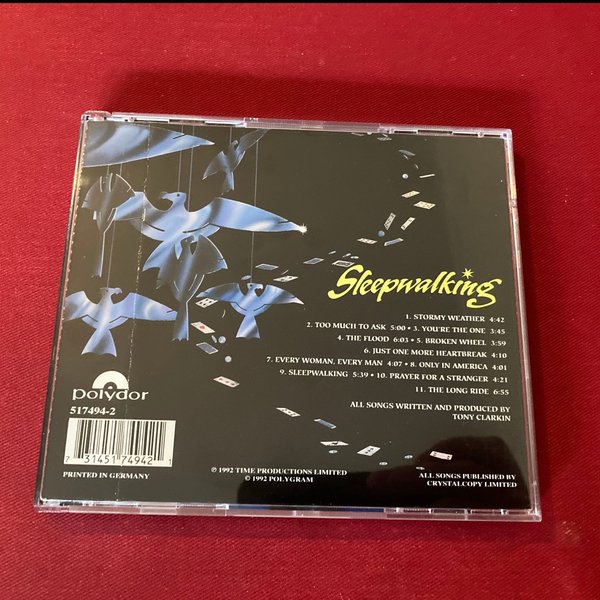 Sleepwalking
1. STORMY WEATHER 4:42
2. TOO MUCH TO ASK 5:00 • 3. YOU'RE THE ONE 3:45
4. THE FLOOD 6:03 • 5. BROKEN WHEEL 3:59
6. JUST ONE MORE HEARTBREAK 4:10
7. EVERY WOMAN, EVERY MAN 4:07 • 8. ONLY IN AMERICA 4:01
9. SLEEPWALKING 5:39 • 10. PRAYER FOR A STRANGER 4:21
11. THE LONG RIDE 6:55
ALL SONGS WRITTEN AND PRODUCED BY
TONY CLARKIN
polydor
517494-2
7 31451 74942 1
PRINTED IN GERMANY
℗ 1992 TIME PRODUCTIONS LIMITED
© 1992 POLYGRAM
ALL SONGS PUBLISHED BY
CRYSTALCOPY LIMITED